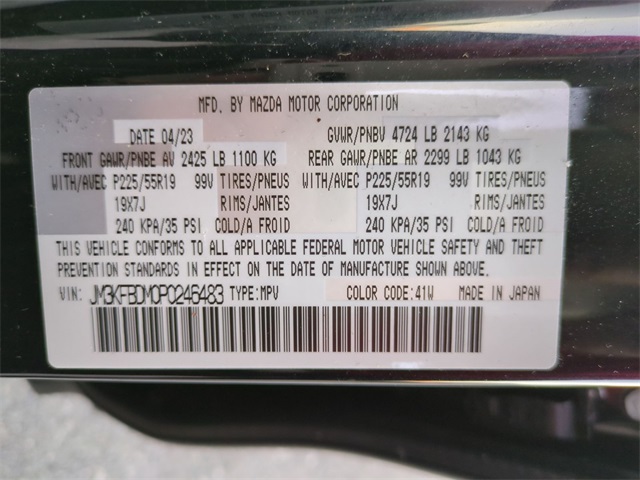 MFD. BY MAZDA MOTOR CORPORATION
DATE 04/23 GVWR/PNBV 4724 LB 2143 KG
FRONT GAWR/PNBE AV 2425 LB 1100 KG REAR GAWR/PNBE AR 2299 LB 1043 KG
WITH/AVEC P225/55R19 99V TIRES/PNEUS WITH/AVEC P225/55R19 99V TIRES/PNEUS
19X7J RIMS/JANTES 19X7J RIMS/JANTES
240 KPA/35 PSI COLD/A FROID 240 KPA/35 PSI COLD/A FROID
THIS VEHICLE CONFORMS TO ALL APPLICABLE FEDERAL MOTOR VEHICLE SAFETY AND THEFT
PREVENTION STANDARDS IN EFFECT ON THE DATE OF MANUFACTURE SHOWN ABOVE.
VIN: JM3KFBDM0P0245483 TYPE:MPV COLOR CODE:41W MADE IN JAPAN